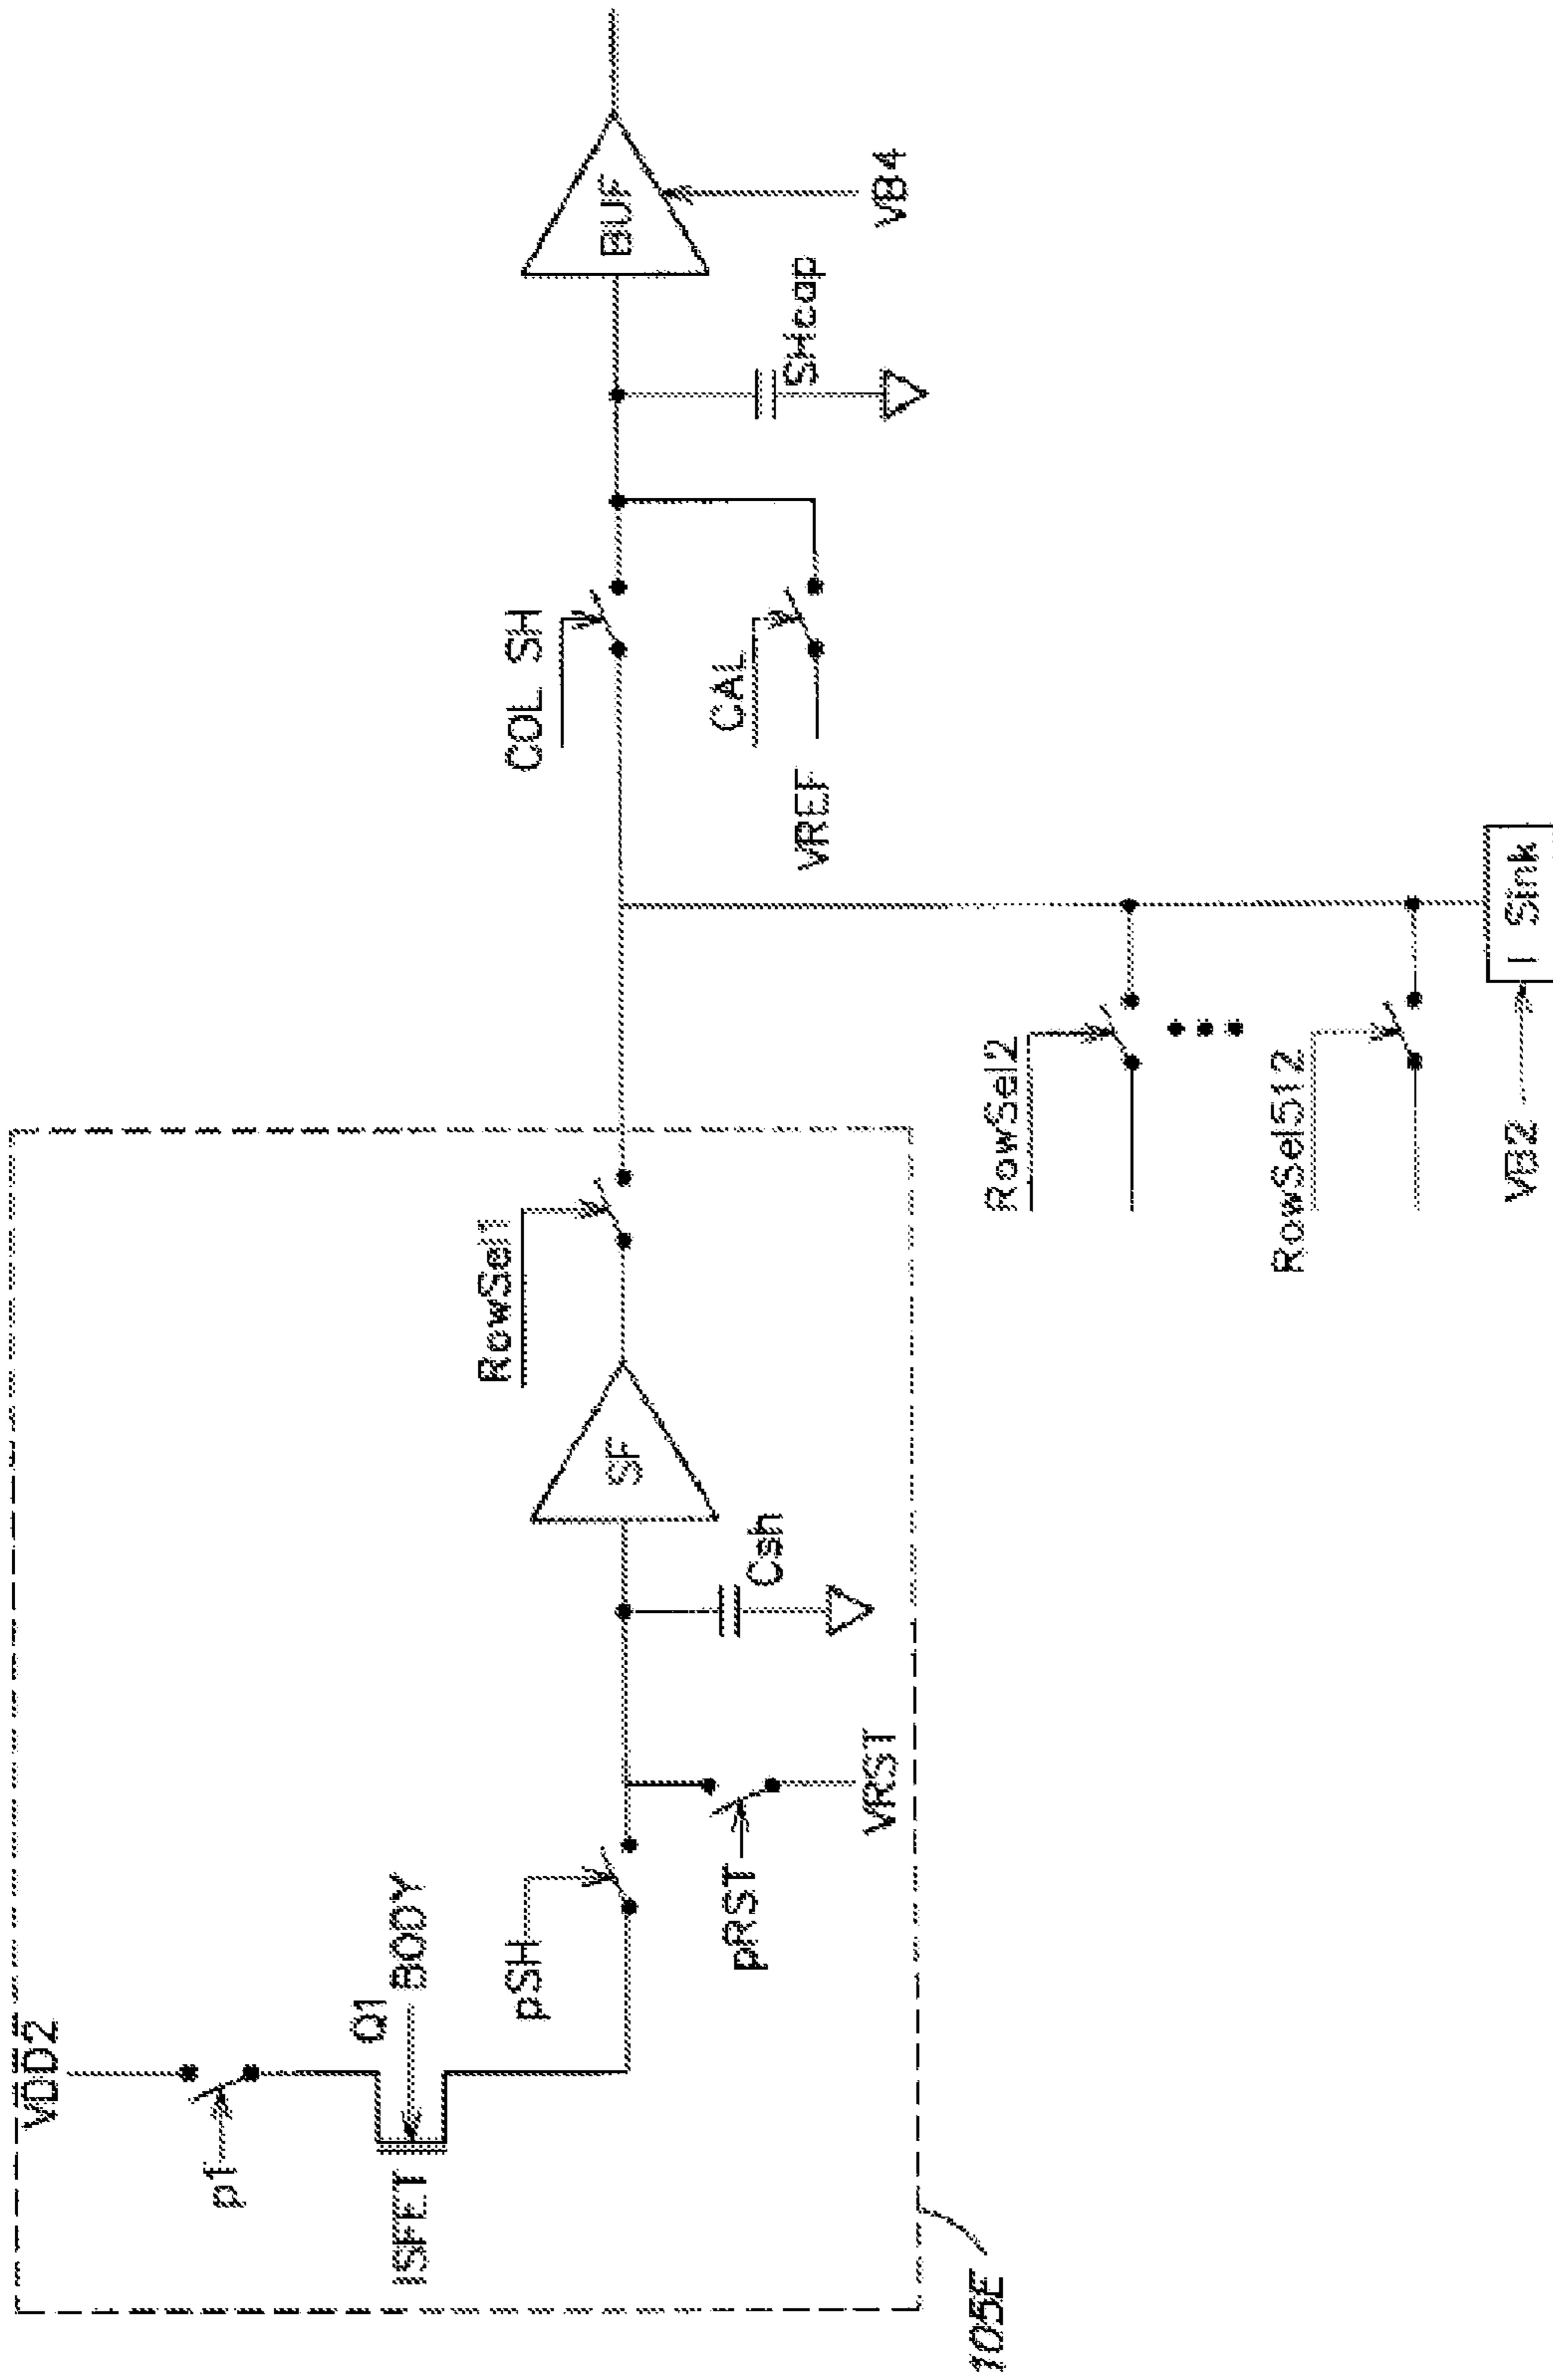 VDD2
p1
Q1
BODY
ISFET
pSH
pRST
VRST
Csh
SF
RowSel1
105E
RowSel2
RowSel512
VB2
I Sink
COL SH
CAL
VREF
SHcap
BUF
VB4